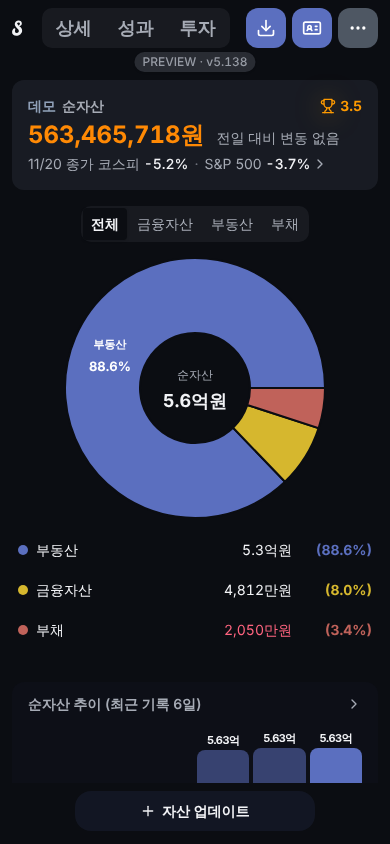 S 상세 성과 투자
PREVIEW · v5.138
데모 순자산 3.5
563,465,718원 전일 대비 변동 없음
11/20 종가 코스피 -5.2% · S&P 500 -3.7% >
전체 금융자산 부동산 부채
부동산
88.6%
순자산
5.6억원
부동산 5.3억원 (88.6%)
금융자산 4,812만원 (8.0%)
부채 2,050만원 (3.4%)
순자산 추이 (최근 기록 6일) >
5.63억 5.63억 5.63억
+ 자산 업데이트